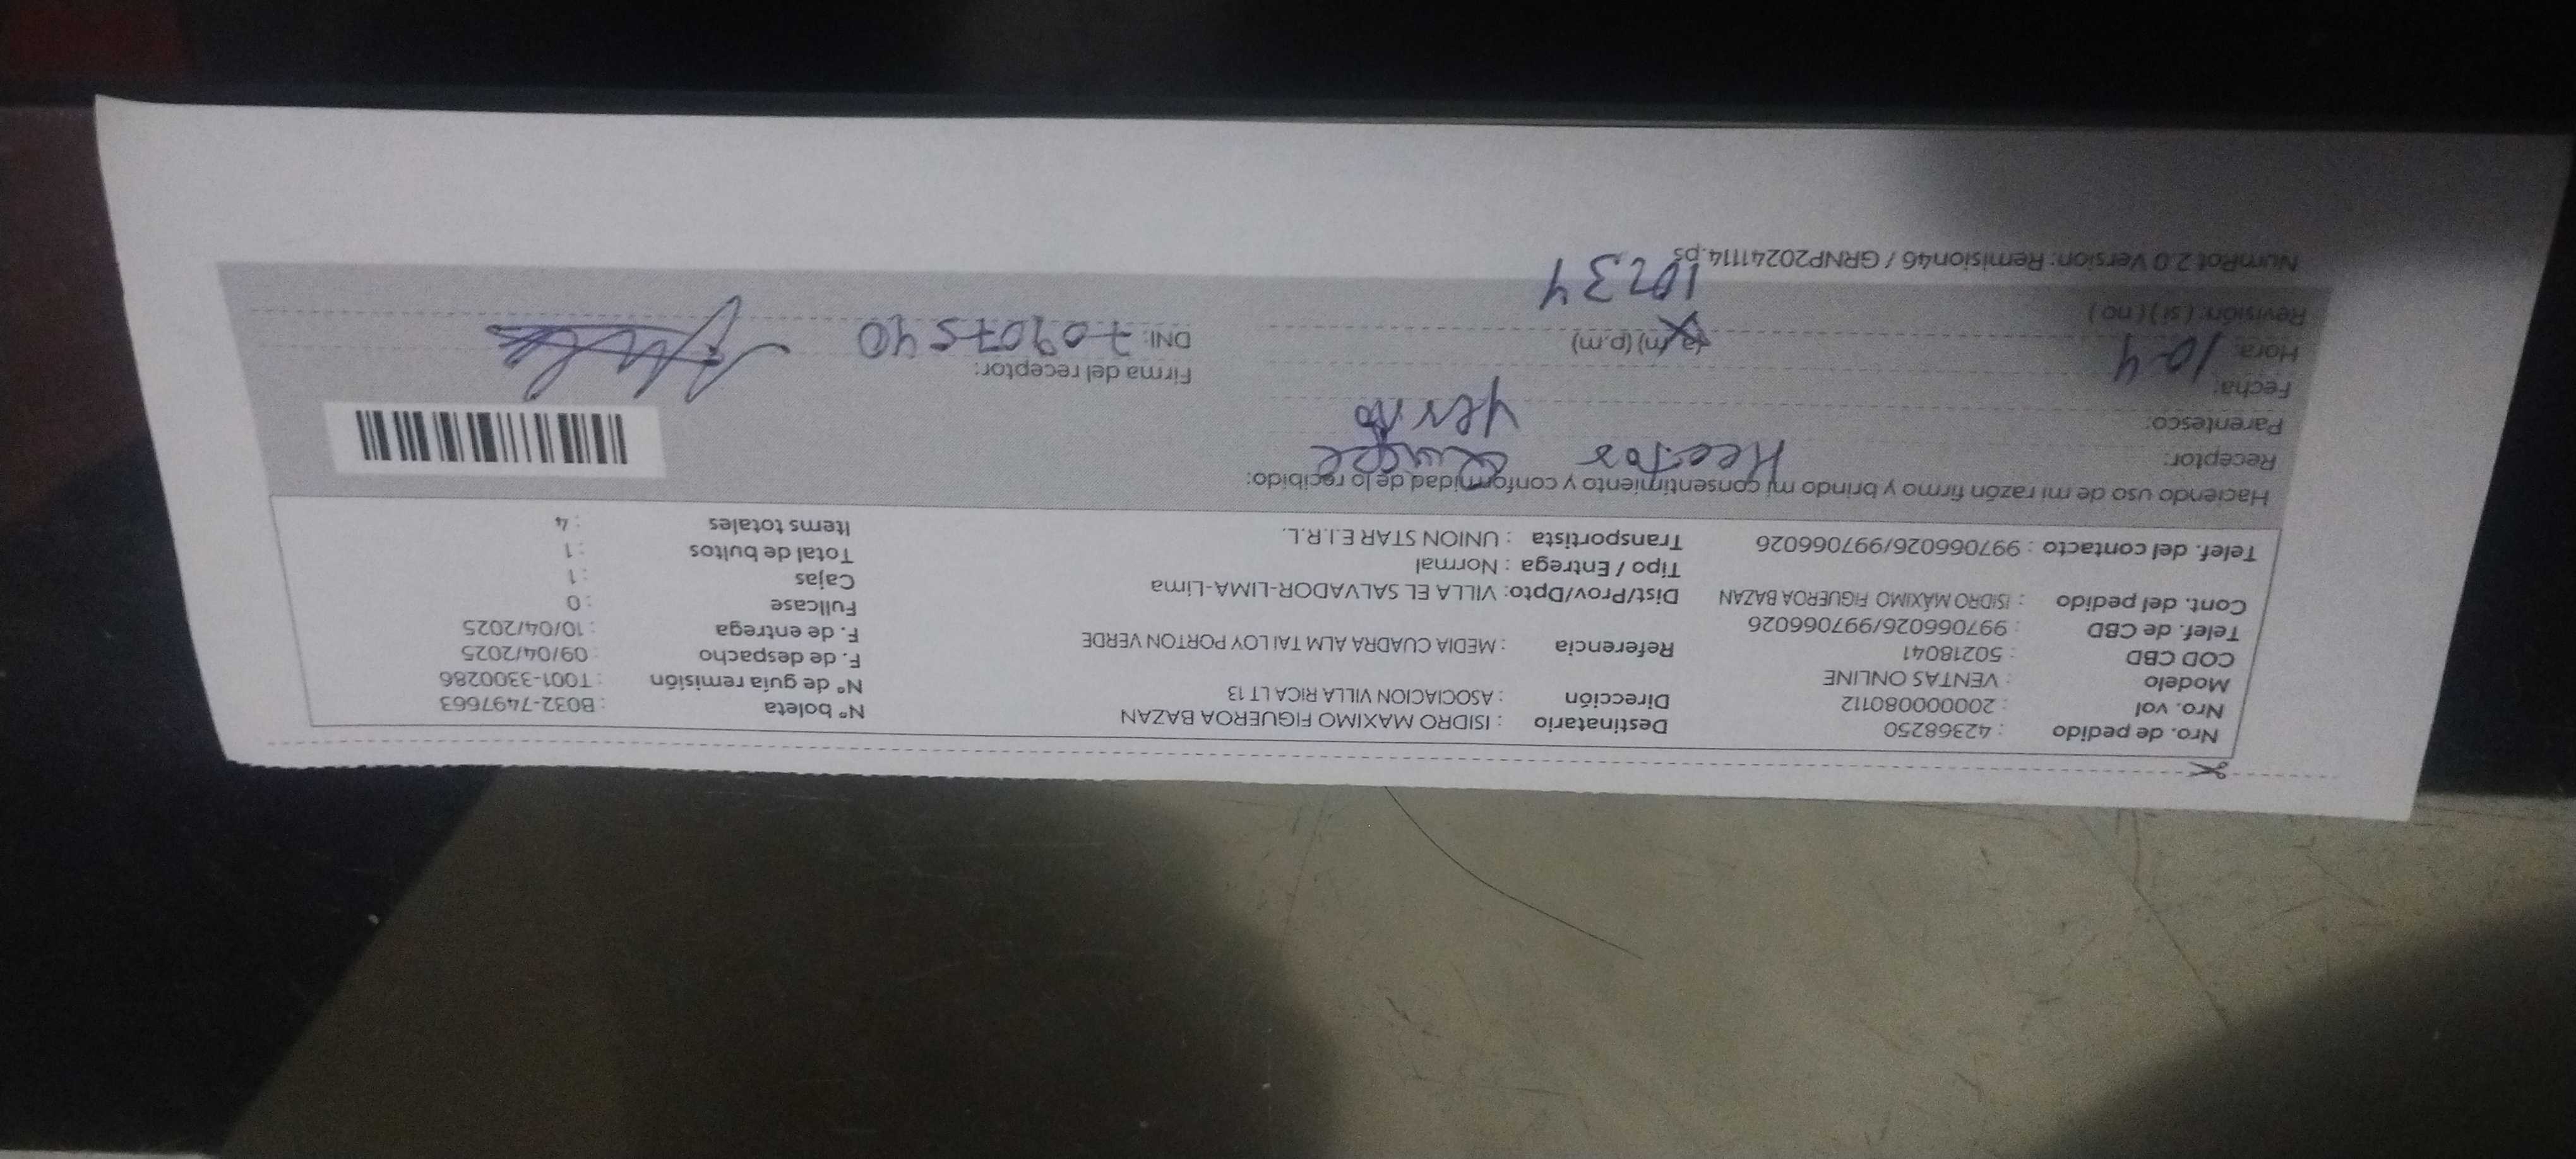 Nro. de pedido : 42368250 Destinatario : ISIDRO MAXIMO FIGUEROA BAZAN N° boleta : B032-7497663
Nro. vol : 2000080112 Dirección : ASOCIACION VILLA RICA LT 13 N° de guía remisión : T001-3300286
Modelo : VENTAS ONLINE F. de despacho : 09/04/2025
COD CBD : 50218041 Referencia : MEDIA CUADRA ALM TAI LOY PORTON VERDE F. de entrega : 10/04/2025
Telef. de CBD : 997066026/997066026 Fullcase : 0
Cont. del pedido : ISIDRO MÁXIMO FIGUEROA BAZAN Dist/Prov/Dpto: VILLA EL SALVADOR-LIMA-Lima Cajas : 1
Tipo / Entrega : Normal Total de bultos : 1
Telef. del contacto : 997066026/997066026 Transportista : UNION STAR E.I.R.L. Items totales : 4
Haciendo uso de mi razón firmo y brindo mi consentimiento y conformidad de lo recibido:
Receptor: Hector Quispe
Parentesco: Yerno
Fecha: 10-4 Firma del receptor:
Hora: (a.m) (p.m) DNI: 70907540
Revisión: ( si ) ( no ) 10:34
NumRot 2.0 Version: Remision46 / GRNP20241114.ps